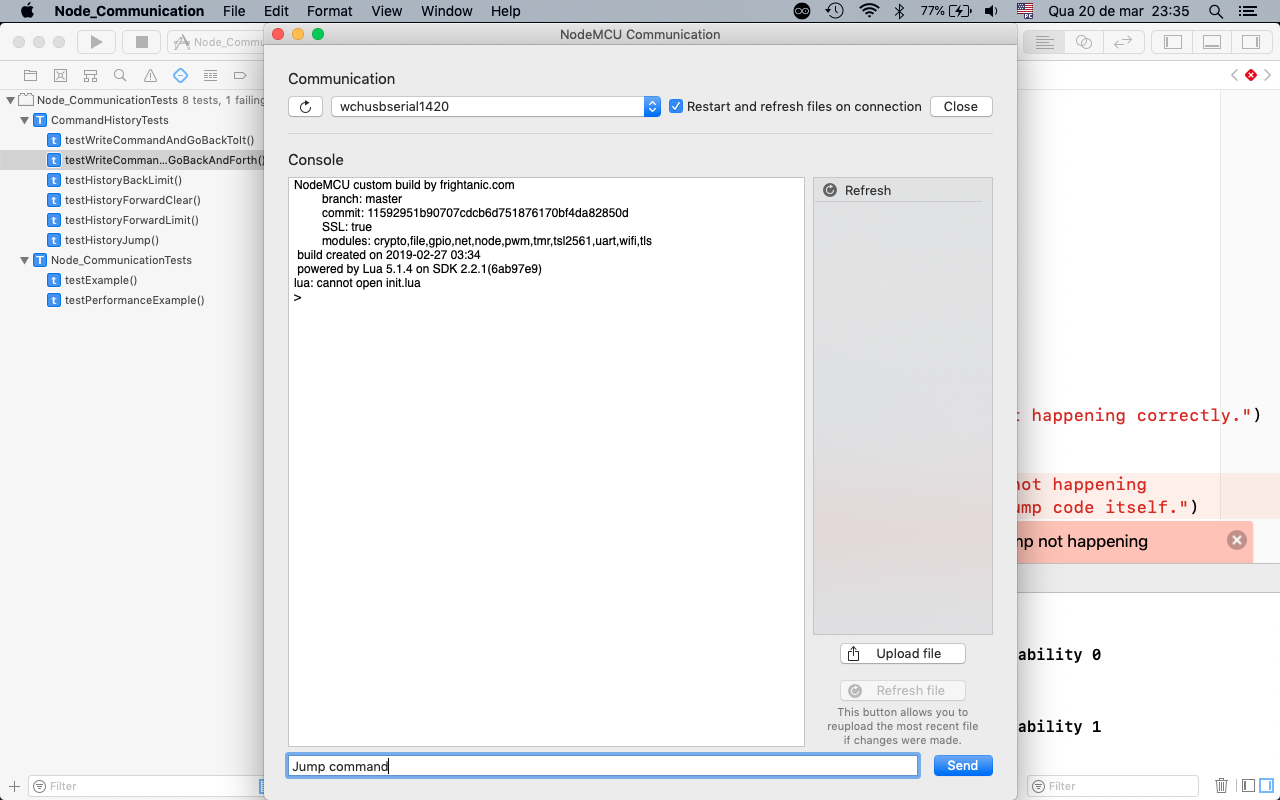 Node_Communication File Edit Format View Window Help 77% Qua 20 de mar 23:35
NodeMCU Communication
Node_Commu
Communication
wchusbserial1420
Restart and refresh files on connection
Close
Console
Node_CommunicationTests 8 tests, 1 failing
CommandHistoryTests
testWriteCommandAndGoBackToIt()
testWriteComman...GoBackAndForth()
testHistoryBackLimit()
testHistoryForwardClear()
testHistoryForwardLimit()
testHistoryJump()
Node_CommunicationTests
testExample()
testPerformanceExample()
NodeMCU custom build by frightanic.com
branch: master
commit: 11592951b90707cdcb6d751876170bf4da82850d
SSL: true
modules: crypto,file,gpio,net,node,pwm,tmr,tsl2561,uart,wifi,tls
build created on 2019-02-27 03:34
powered by Lua 5.1.4 on SDK 2.2.1(6ab97e9)
lua: cannot open init.lua
>
Refresh
Upload file
Refresh file
This button allows you to
reupload the most recent file
if changes were made.
Jump command
Send
t happening correctly.")
not happening
ump code itself.")
mp not happening
ability 0
ability 1
Filter
Filter